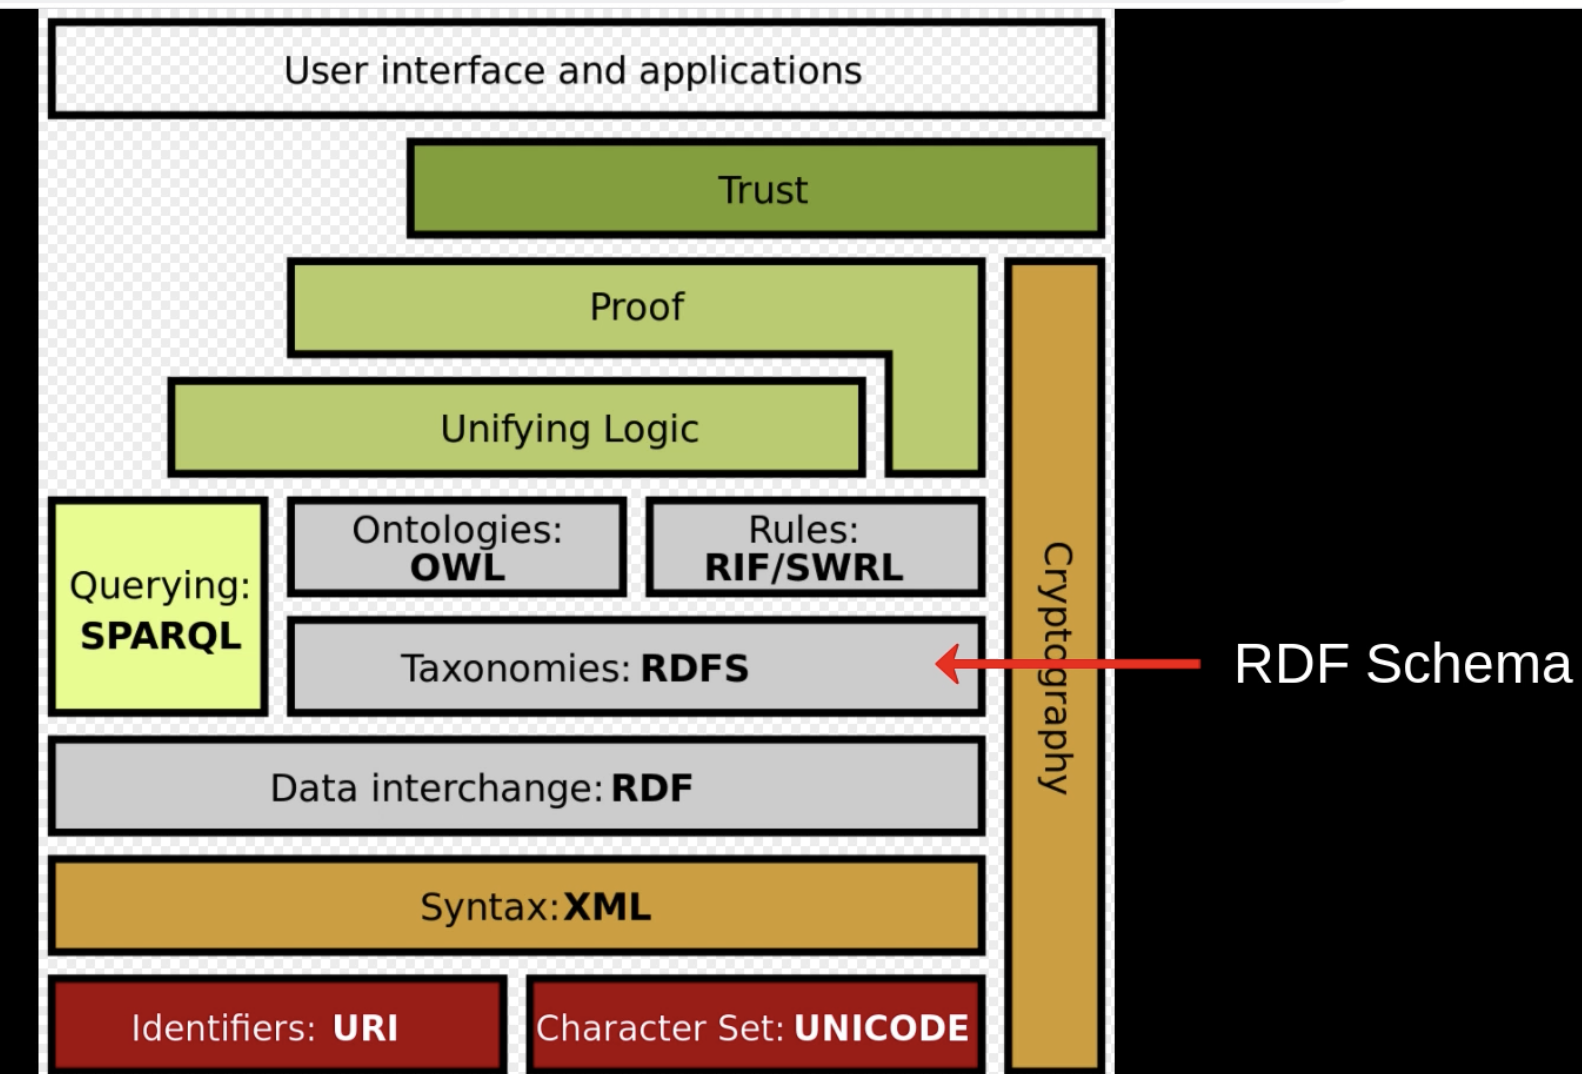 User interface and applications
Trust
Proof
Unifying Logic
Ontologies:
OWL
Rules:
RIF/SWRL
Querying:
SPARQL
Taxonomies: RDFS
Cryptography
RDF Schema
Data interchange: RDF
Syntax: XML
Identifiers: URI
Character Set: UNICODE